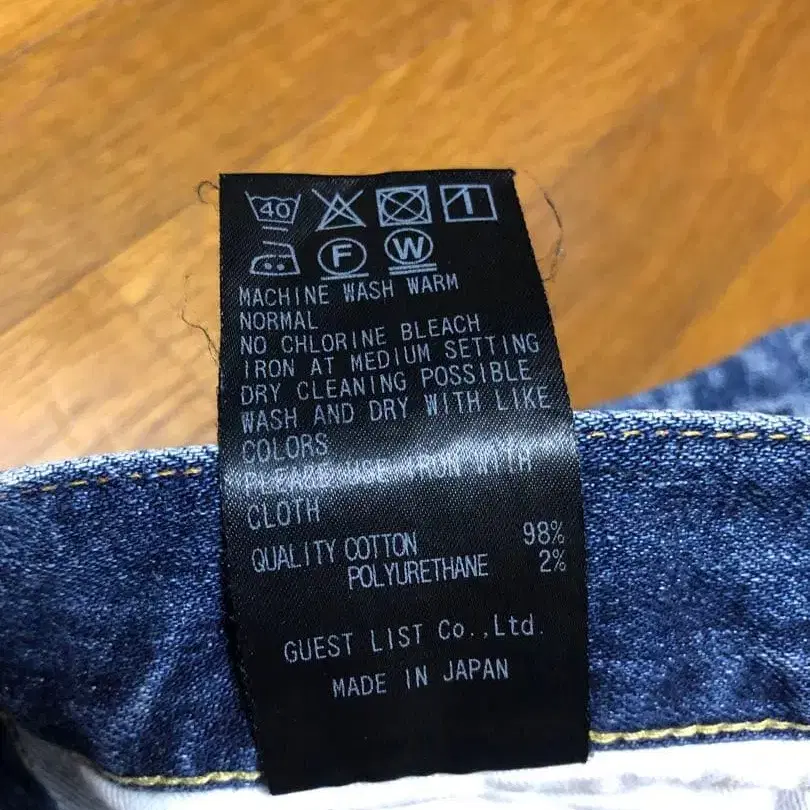 40
F W
MACHINE WASH WARM
NORMAL
NO CHLORINE BLEACH
IRON AT MEDIUM SETTING
DRY CLEANING POSSIBLE
WASH AND DRY WITH LIKE
COLORS
PLEASE USE IRON WITH
CLOTH
QUALITY COTTON 98%
POLYURETHANE 2%
GUEST LIST Co.,Ltd.
MADE IN JAPAN